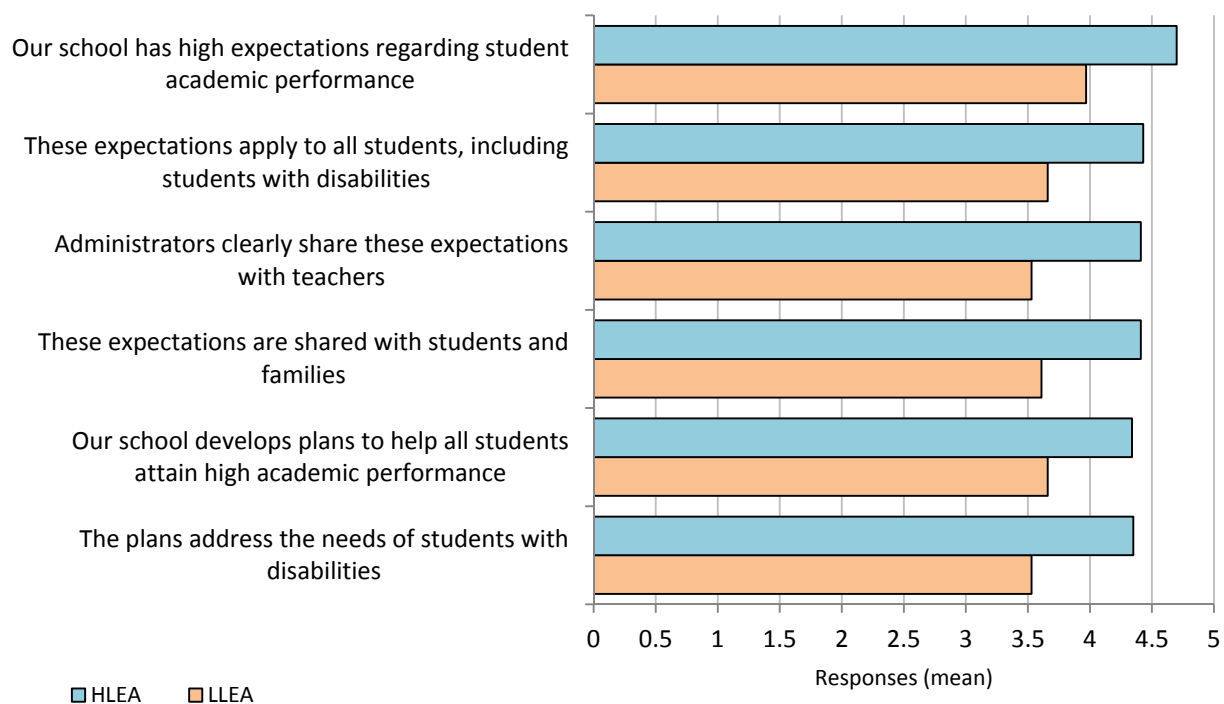 Our school has high expectations regarding student
academic performance
These expectations apply to all students, including
students with disabilities
Administrators clearly share these expectations
with teachers
These expectations are shared with students and
families
Our school develops plans to help all students
attain high academic performance
The plans address the needs of students with
disabilities
0 0.5 1 1.5 2 2.5 3 3.5 4 4.5 5
Responses (mean)
HLEA LLEA